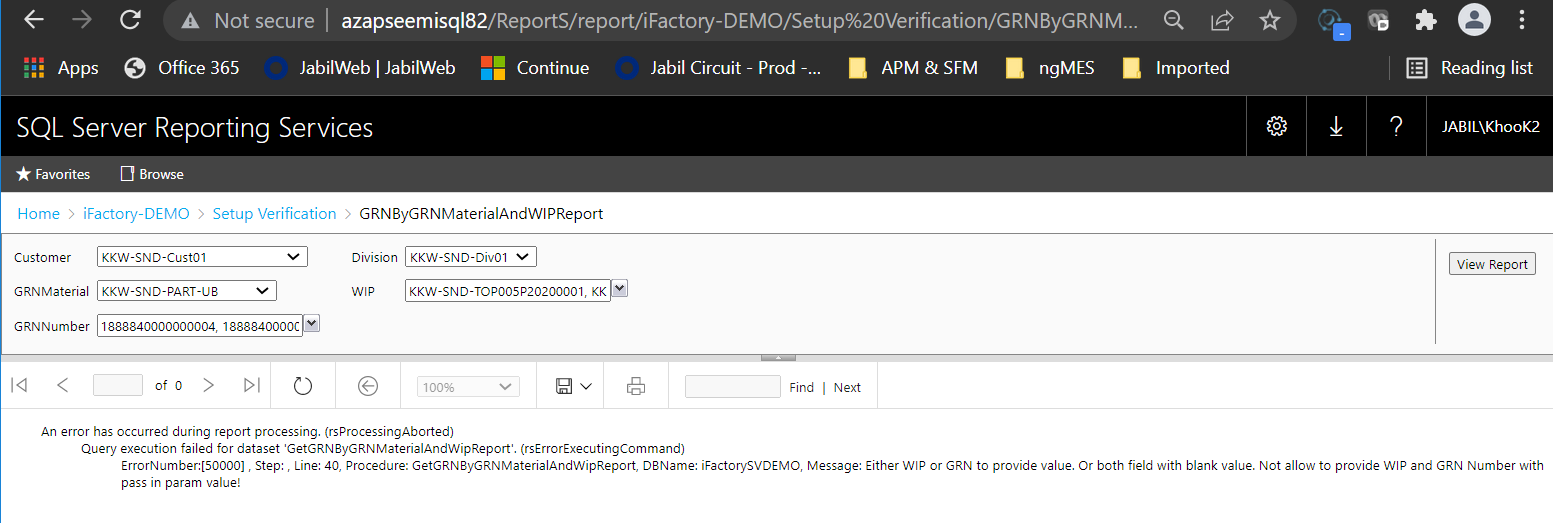 Not secure | azapseemisql82/ReportS/report/iFactory-DEMO/Setup%20Verification/GRNByGRNM...
Apps Office 365 JabilWeb | JabilWeb Continue Jabil Circuit - Prod -... APM & SFM ngMES Imported Reading list
SQL Server Reporting Services ? JABIL\KhooK2
Favorites Browse
Home > iFactory-DEMO > Setup Verification > GRNByGRNMaterialAndWIPReport
Customer KKW-SND-Cust01 Division KKW-SND-Div01 View Report
GRNMaterial KKW-SND-PART-UB WIP KKW-SND-TOP005P20200001, KK
GRNNumber 1888840000000004, 18888400000
of 0 100% Find | Next
An error has occurred during report processing. (rsProcessingAborted)
Query execution failed for dataset 'GetGRNByGRNMaterialAndWipReport'. (rsErrorExecutingCommand)
ErrorNumber:[50000] , Step: , Line: 40, Procedure: GetGRNByGRNMaterialAndWipReport, DBName: iFactorySVDEMO, Message: Either WIP or GRN to provide value. Or both field with blank value. Not allow to provide WIP and GRN Number with
pass in param value!